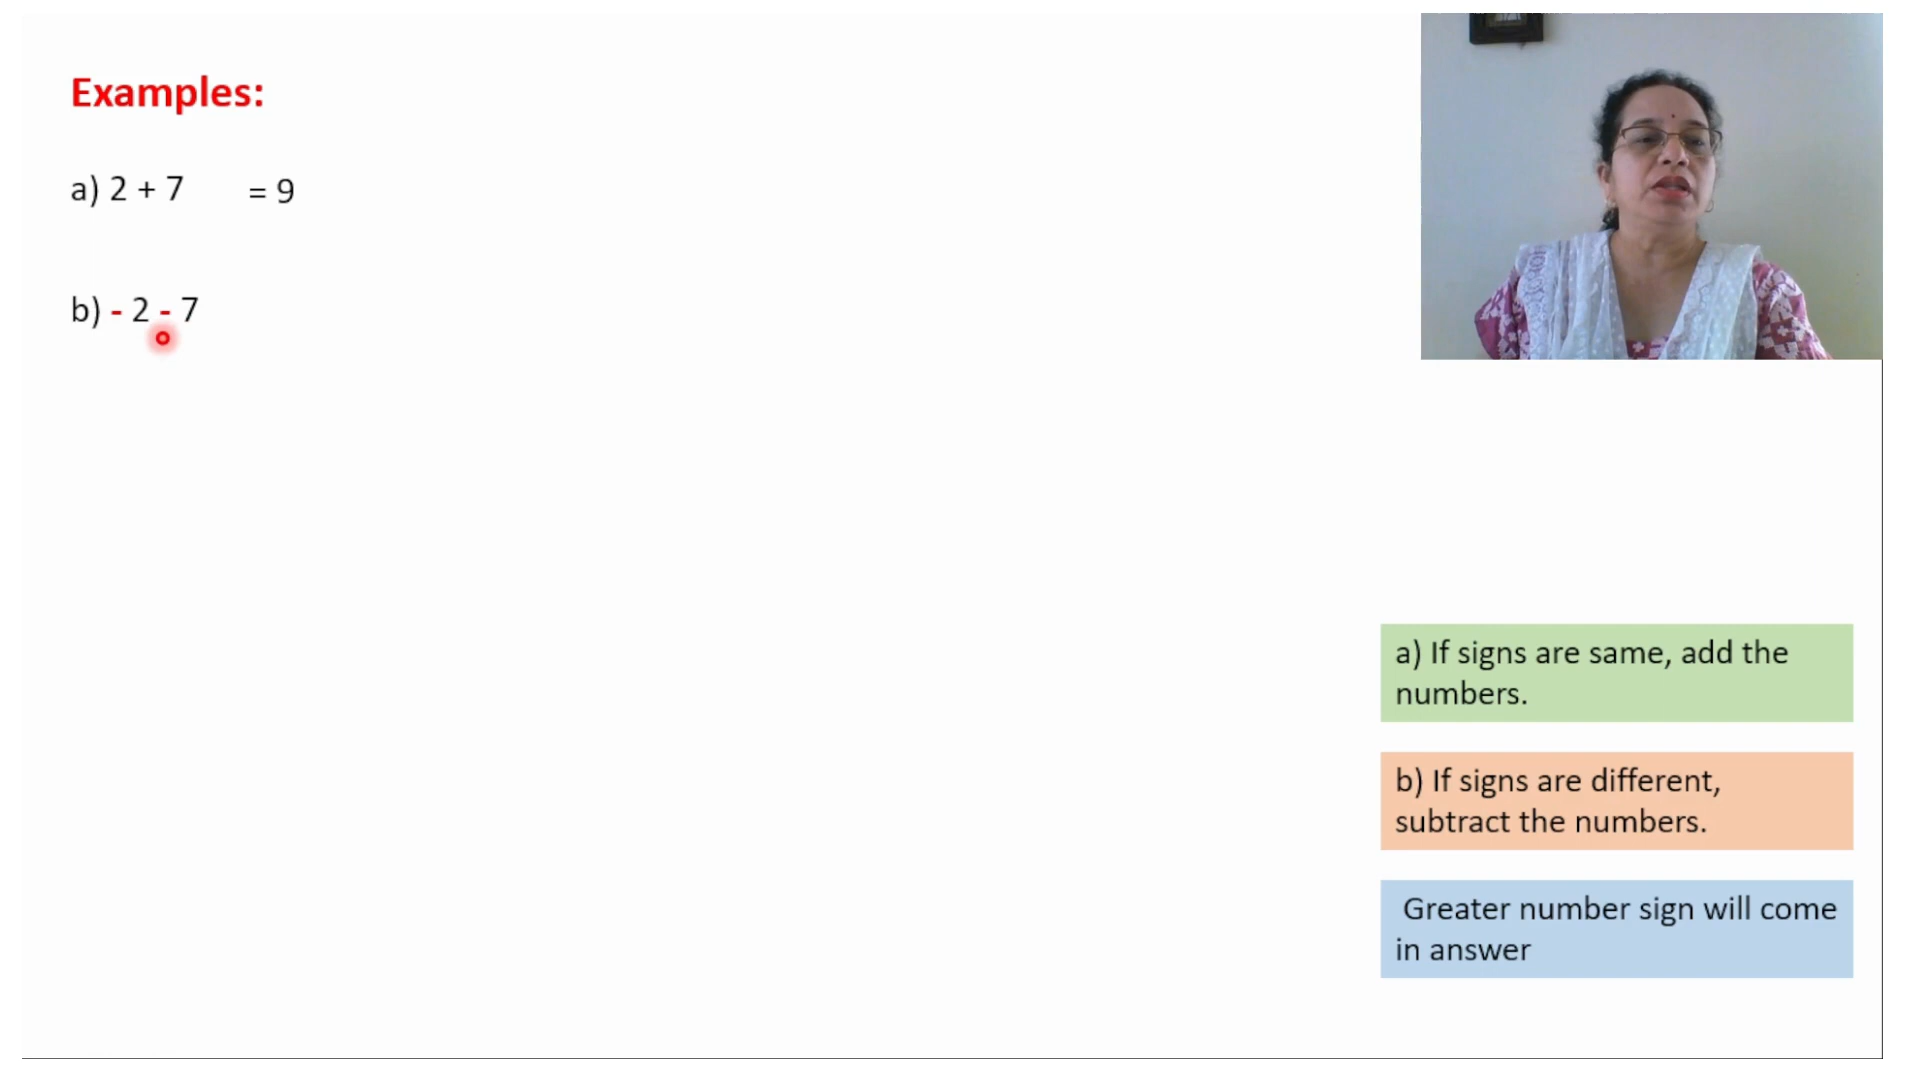 Examples:
a) 2 + 7 = 9
b) - 2 - 7
a) If signs are same, add the
numbers.
b) If signs are different,
subtract the numbers.
Greater number sign will come
in answer